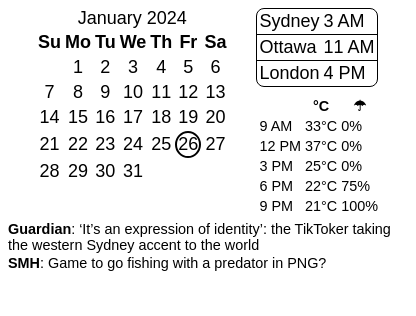 January 2024
Su Mo Tu We Th Fr Sa
1 2 3 4 5 6
7 8 9 10 11 12 13
14 15 16 17 18 19 20
21 22 23 24 25 26 27
28 29 30 31
Sydney 3 AM
Ottawa 11 AM
London 4 PM
°C ☂
9 AM 33°C 0%
12 PM 37°C 0%
3 PM 25°C 0%
6 PM 22°C 75%
9 PM 21°C 100%
Guardian: ‘It’s an expression of identity’: the TikToker taking
the western Sydney accent to the world
SMH: Game to go fishing with a predator in PNG?